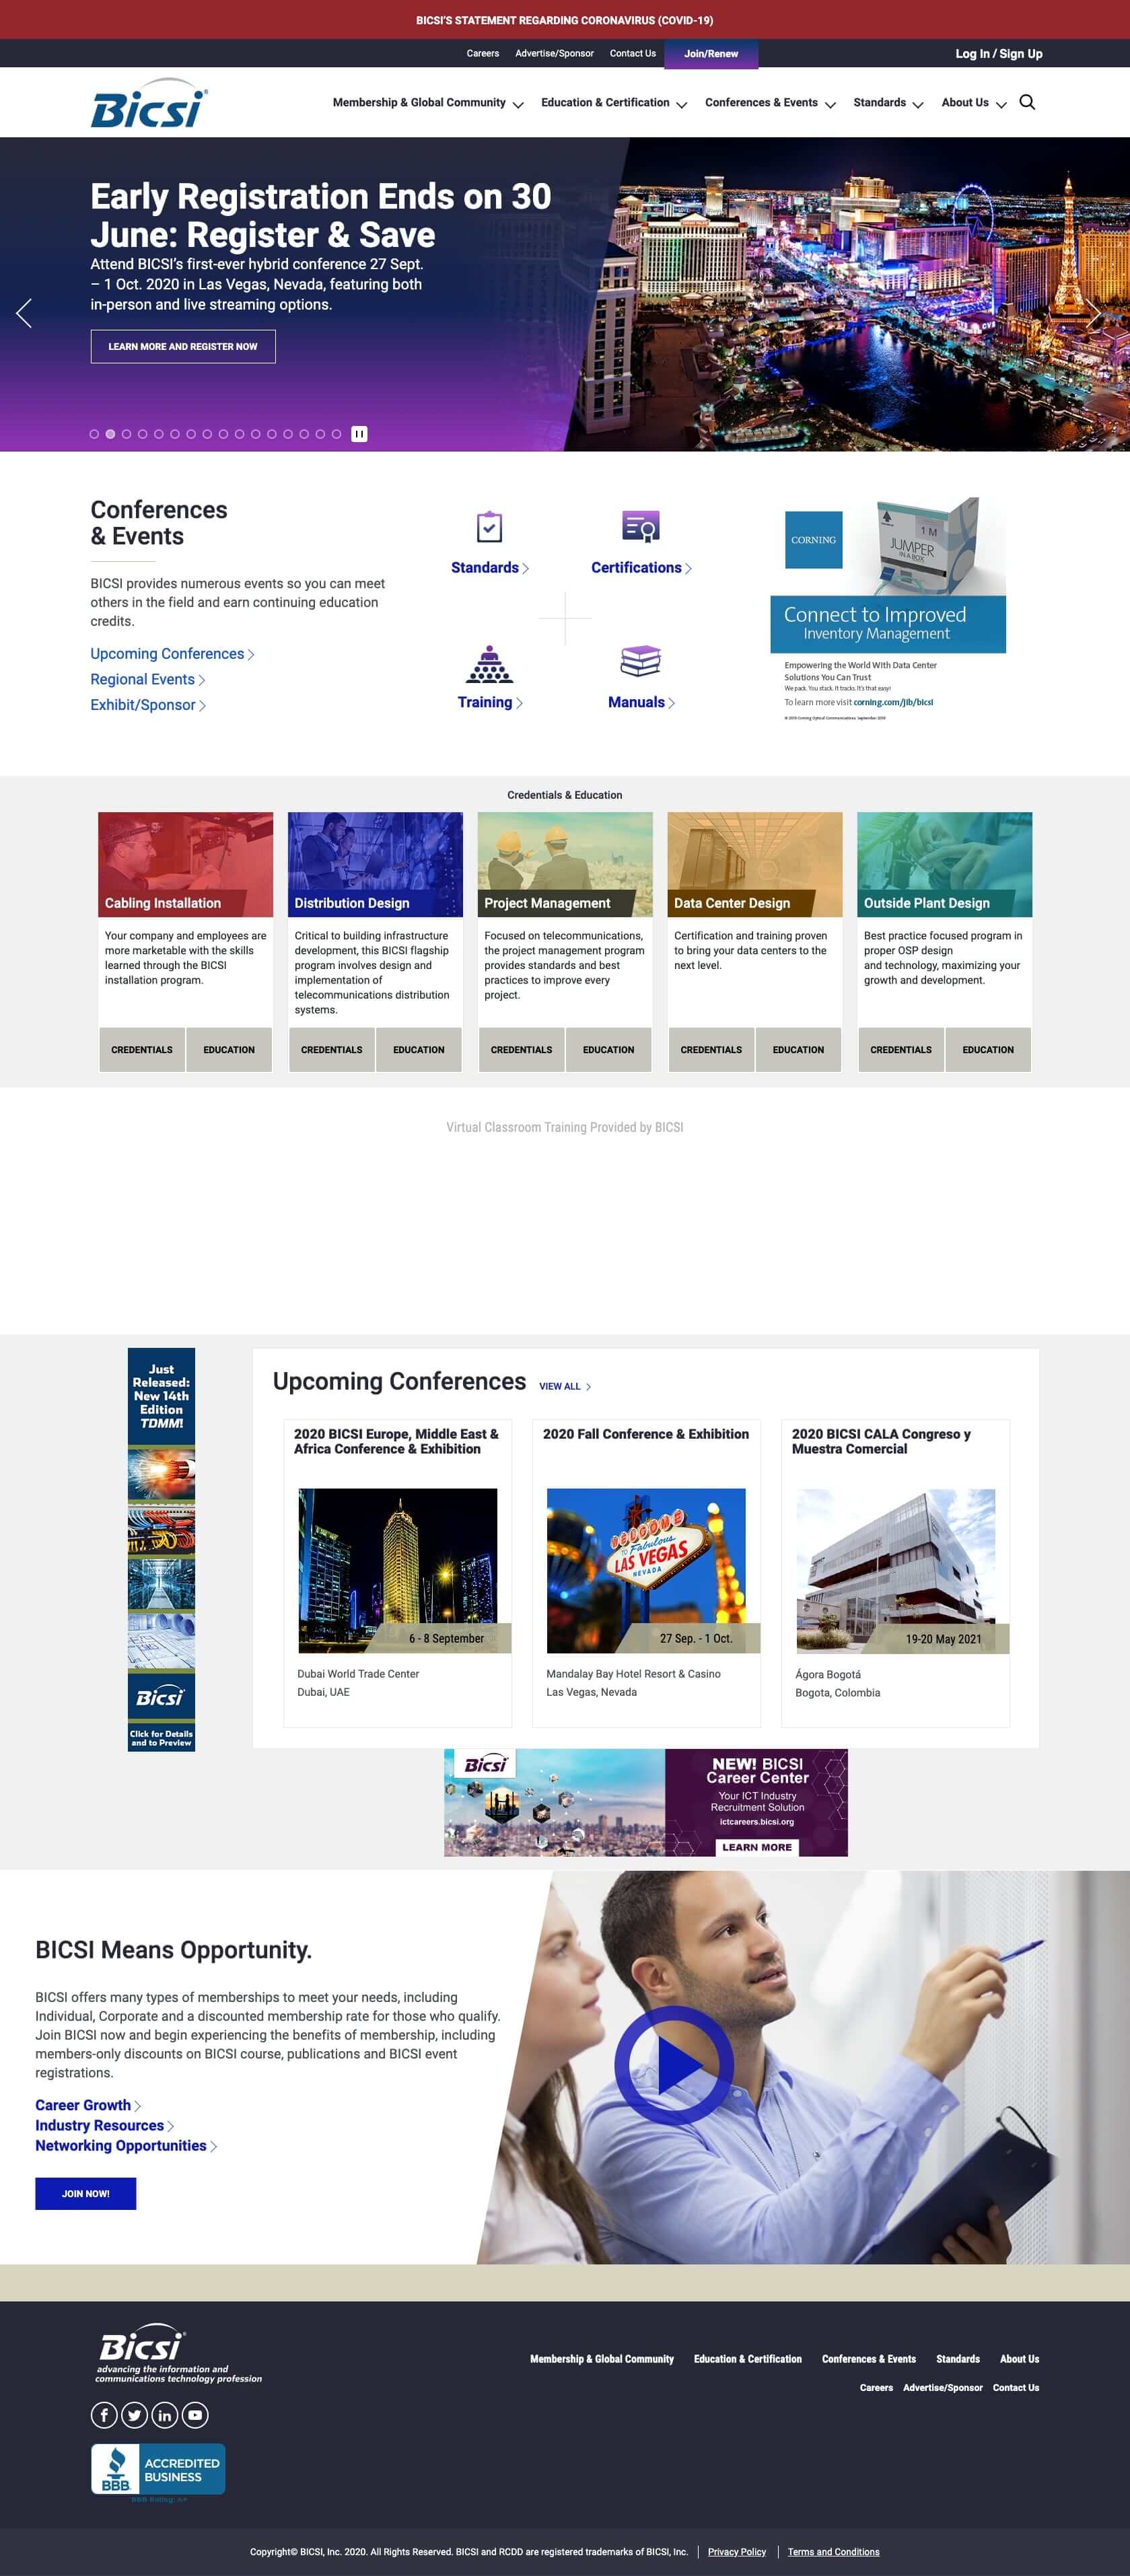 BICSI'S STATEMENT REGARDING CORONAVIRUS (COVID-19)
Careers Advertise/Sponsor Contact Us Join/Renew Log In / Sign Up
Bicsi®
Membership & Global Community Education & Certification Conferences & Events Standards About Us
Early Registration Ends on 30
June: Register & Save
Attend BICSI's first-ever hybrid conference 27 Sept.
– 1 Oct. 2020 in Las Vegas, Nevada, featuring both
in-person and live streaming options.
LEARN MORE AND REGISTER NOW
Conferences
& Events
BICSI provides numerous events so you can meet
others in the field and earn continuing education
credits.
Upcoming Conferences
Regional Events
Exhibit/Sponsor
Standards
Certifications
Training
Manuals
CORNING
1 M
JUMPER
IN A BOX
Connect to Improved
Inventory Management
Empowering the World With Data Center
Solutions You Can Trust
We pack. You stack. It tracks. It's that easy!
To learn more visit corning.com/jib/bicsi
© 2019 Corning Optical Communications. September 2019
Credentials & Education
Cabling Installation
Your company and employees are
more marketable with the skills
learned through the BICSI
installation program.
CREDENTIALS EDUCATION
Distribution Design
Critical to building infrastructure
development, this BICSI flagship
program involves design and
implementation of
telecommunications distribution
systems.
CREDENTIALS EDUCATION
Project Management
Focused on telecommunications,
the project management program
provides standards and best
practices to improve every
project.
CREDENTIALS EDUCATION
Data Center Design
Certification and training proven
to bring your data centers to the
next level.
CREDENTIALS EDUCATION
Outside Plant Design
Best practice focused program in
proper OSP design
and technology, maximizing your
growth and development.
CREDENTIALS EDUCATION
Virtual Classroom Training Provided by BICSI
Just
Released:
New 14th
Edition
TDMM!
Bicsi
Click for Details
and to Preview
Upcoming Conferences VIEW ALL
2020 BICSI Europe, Middle East &
Africa Conference & Exhibition
6 - 8 September
Dubai World Trade Center
Dubai, UAE
2020 Fall Conference & Exhibition
WELCOME
TO Fabulous
LAS VEGAS
NEVADA
27 Sep. - 1 Oct.
Mandalay Bay Hotel Resort & Casino
Las Vegas, Nevada
2020 BICSI CALA Congreso y
Muestra Comercial
19-20 May 2021
Ágora Bogotá
Bogota, Colombia
Bicsi
NEW! BICSI
Career Center
Your ICT Industry
Recruitment Solution
ictcareers.bicsi.org
LEARN MORE
BICSI Means Opportunity.
BICSI offers many types of memberships to meet your needs, including
Individual, Corporate and a discounted membership rate for those who qualify.
Join BICSI now and begin experiencing the benefits of membership, including
members-only discounts on BICSI course, publications and BICSI event
registrations.
Career Growth
Industry Resources
Networking Opportunities
JOIN NOW!
Bicsi®
advancing the information and
communications technology profession
Membership & Global Community Education & Certification Conferences & Events Standards About Us
Careers Advertise/Sponsor Contact Us
BBB
ACCREDITED
BUSINESS
BBB Rating: A+
Copyright© BICSI, Inc. 2020. All Rights Reserved. BICSI and RCDD are registered trademarks of BICSI, Inc. Privacy Policy Terms and Conditions